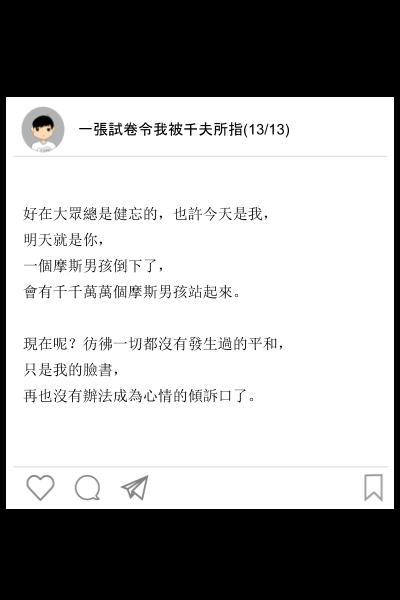 一張試卷令我被千夫所指(13/13)
好在大眾總是健忘的，也許今天是我，
明天就是你，
一個摩斯男孩倒下了，
會有千千萬萬個摩斯男孩站起來。
現在呢？彷彿一切都沒有發生過的平和，
只是我的臉書，
再也沒有辦法成為心情的傾訴口了。